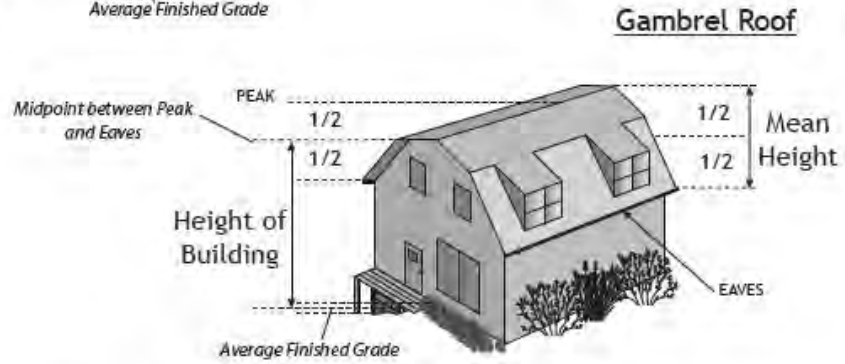 Average Finished Grade
Gambrel Roof
PEAK
Midpoint between Peak
and Eaves
1/2
1/2
1/2
1/2
Mean
Height
Height of
Building
EAVES
Average Finished Grade